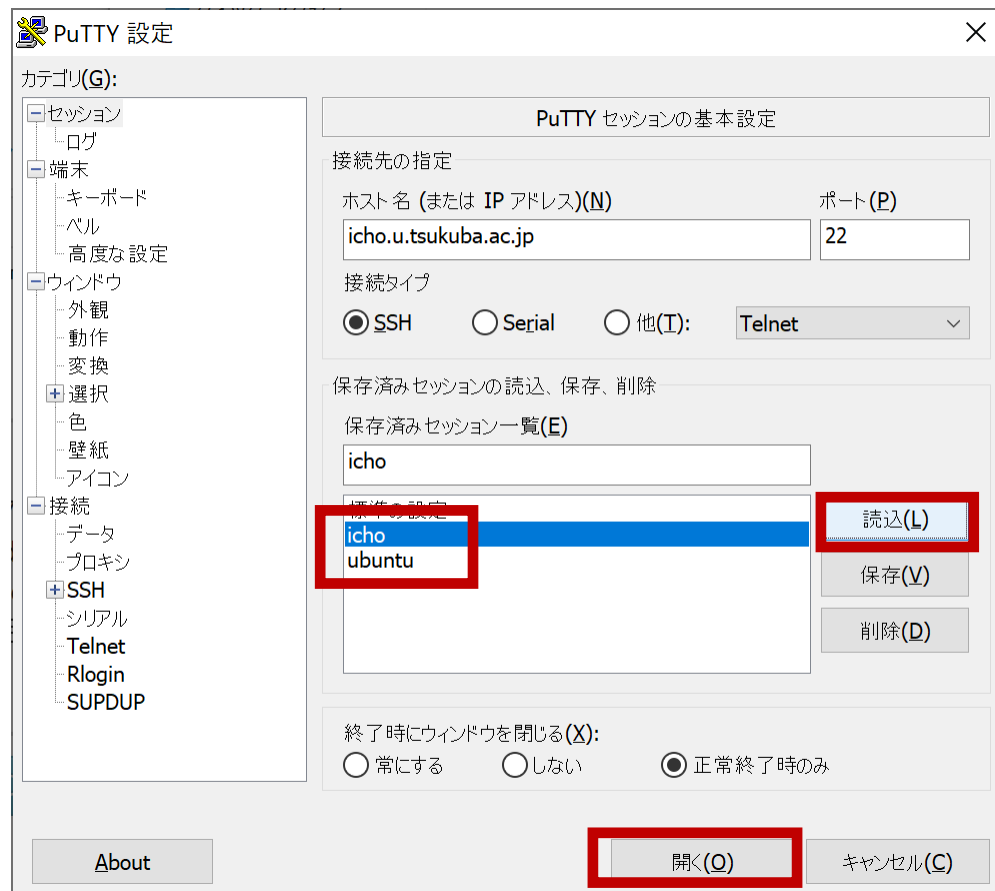 PuTTY 設定
カテゴリ(G):
セッション
ログ
端末
キーボード
ベル
高度な設定
ウィンドウ
外観
動作
変換
選択
色
壁紙
アイコン
接続
データ
プロキシ
SSH
シリアル
Telnet
Rlogin
SUPDUP
PuTTY セッションの基本設定
接続先の指定
ホスト名 (または IP アドレス)(N)
ポート(P)
icho.u.tsukuba.ac.jp
22
接続タイプ
SSH
Serial
他(T):
Telnet
保存済みセッションの読込、保存、削除
保存済みセッション一覧(E)
icho
標準の設定
icho
ubuntu
読込(L)
保存(V)
削除(D)
終了時にウィンドウを閉じる(X):
常にする
しない
正常終了時のみ
About
開く(O)
キャンセル(C)